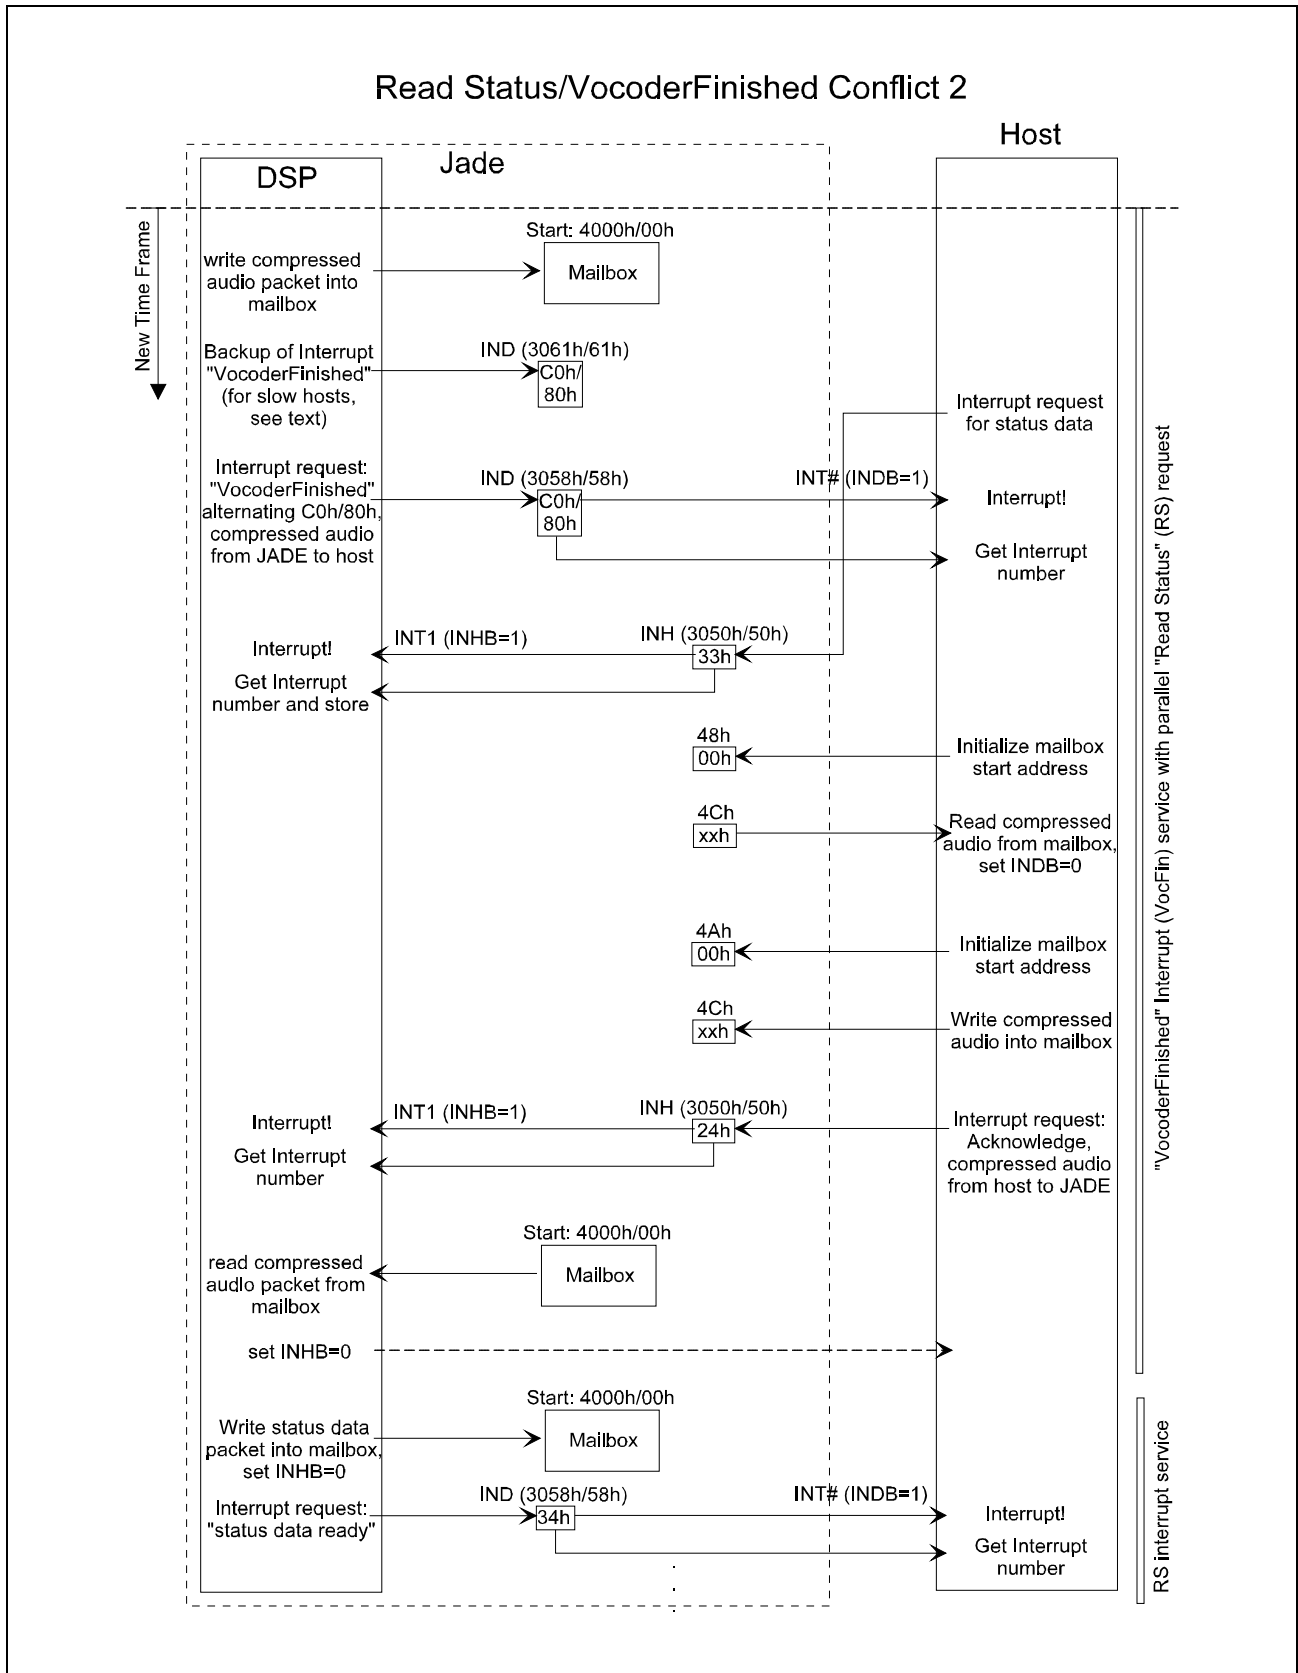 Read Status/VocoderFinished Conflict 2
Host
Jade
DSP
New Time Frame
Start: 4000h/00h
write compressed
audio packet into
mailbox
Mailbox
Backup of Interrupt
"VocoderFinished"
(for slow hosts,
see text)
IND (3061h/61h)
C0h/
80h
Interrupt request
for status data
Interrupt request:
"VocoderFinished"
alternating C0h/80h,
compressed audio
from JADE to host
IND (3058h/58h)
C0h/
80h
INT# (INDB=1)
Interrupt!
Get Interrupt
number
Interrupt!
INT1 (INHB=1)
INH (3050h/50h)
33h
Get Interrupt
number and store
48h
00h
Initialize mailbox
start address
4Ch
xxh
Read compressed
audio from mailbox,
set INDB=0
4Ah
00h
Initialize mailbox
start address
4Ch
xxh
Write compressed
audio into mailbox
Interrupt!
INT1 (INHB=1)
INH (3050h/50h)
24h
Get Interrupt
number
Interrupt request:
Acknowledge,
compressed audio
from host to JADE
Start: 4000h/00h
read compressed
audio packet from
mailbox
Mailbox
set INHB=0
Start: 4000h/00h
Write status data
packet into mailbox,
set INHB=0
Mailbox
Interrupt request:
"status data ready"
IND (3058h/58h)
34h
INT# (INDB=1)
Interrupt!
Get Interrupt
number
"VocoderFinished" Interrupt (VocFin) service with parallel "Read Status" (RS) request
RS interrupt service